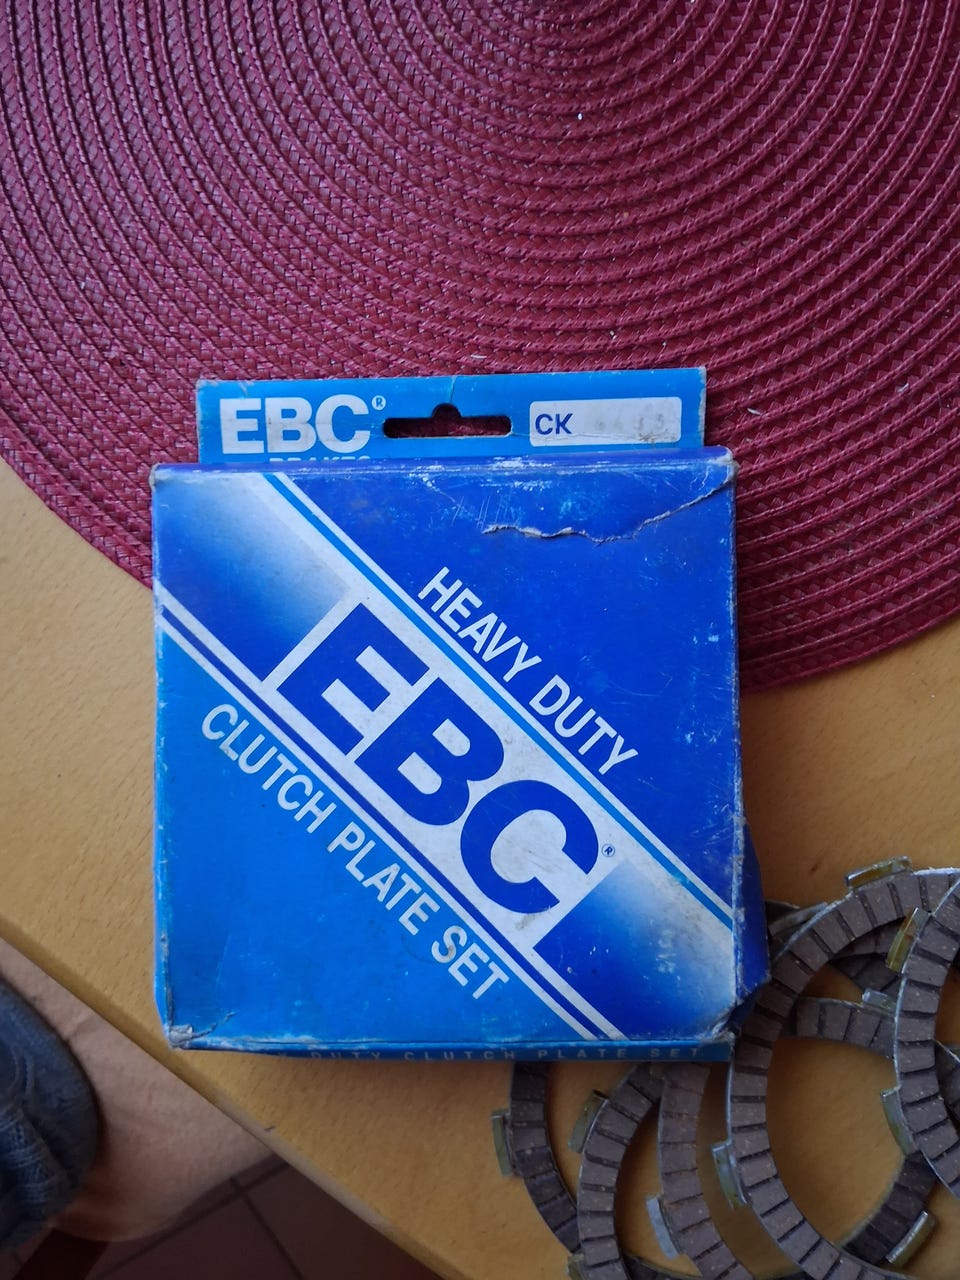 EBC®
CK
HEAVY DUTY
EBC®
CLUTCH PLATE SET
DUTY CLUTCH PLATE SET